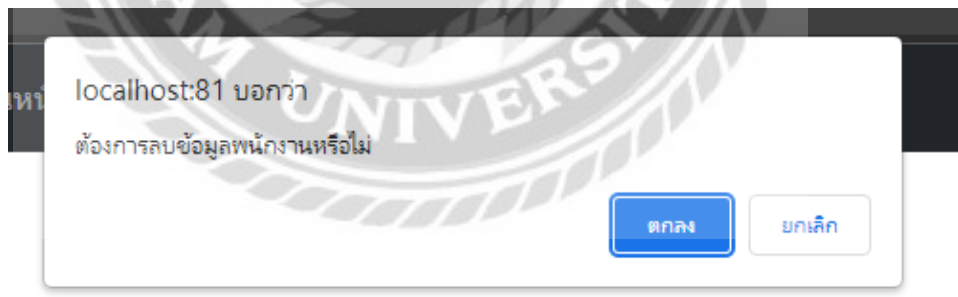 localhost:81 บอกว่า
ต้องการลบข้อมูลพนักงานหรือไม่
ตกลง
ยกเลิก
UNIVERSI